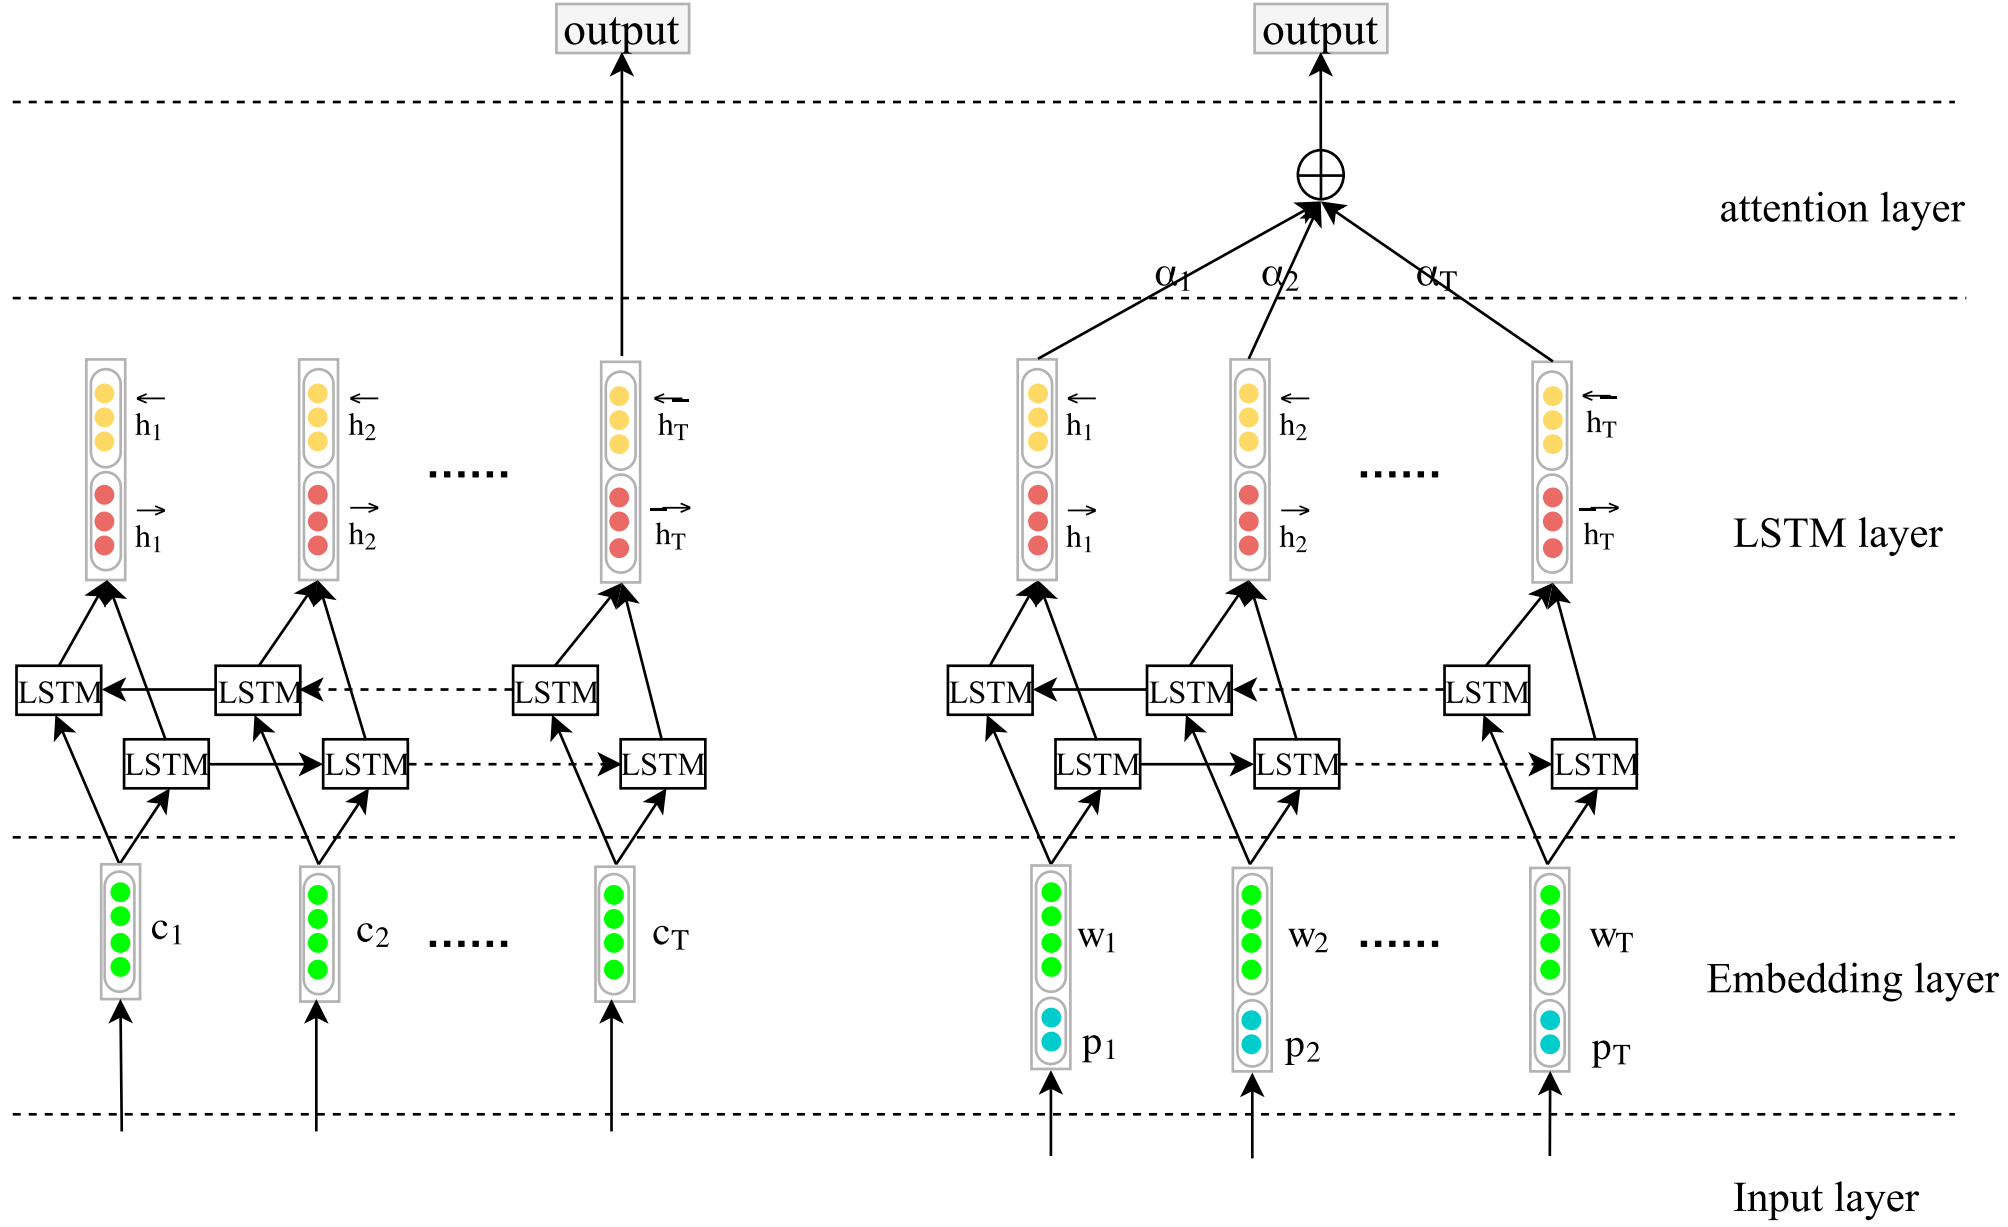 output output
attention layer
α1 α2 αT
h1 h2 hT h1 h2 hT
......  ......
h1 h2 hT h1 h2 hT
LSTM layer
LSTM LSTM LSTM LSTM LSTM LSTM
LSTM LSTM LSTM LSTM LSTM LSTM
c1 c2 ...... cT w1 w2 ...... wT
Embedding layer
p1 p2 pT
Input layer